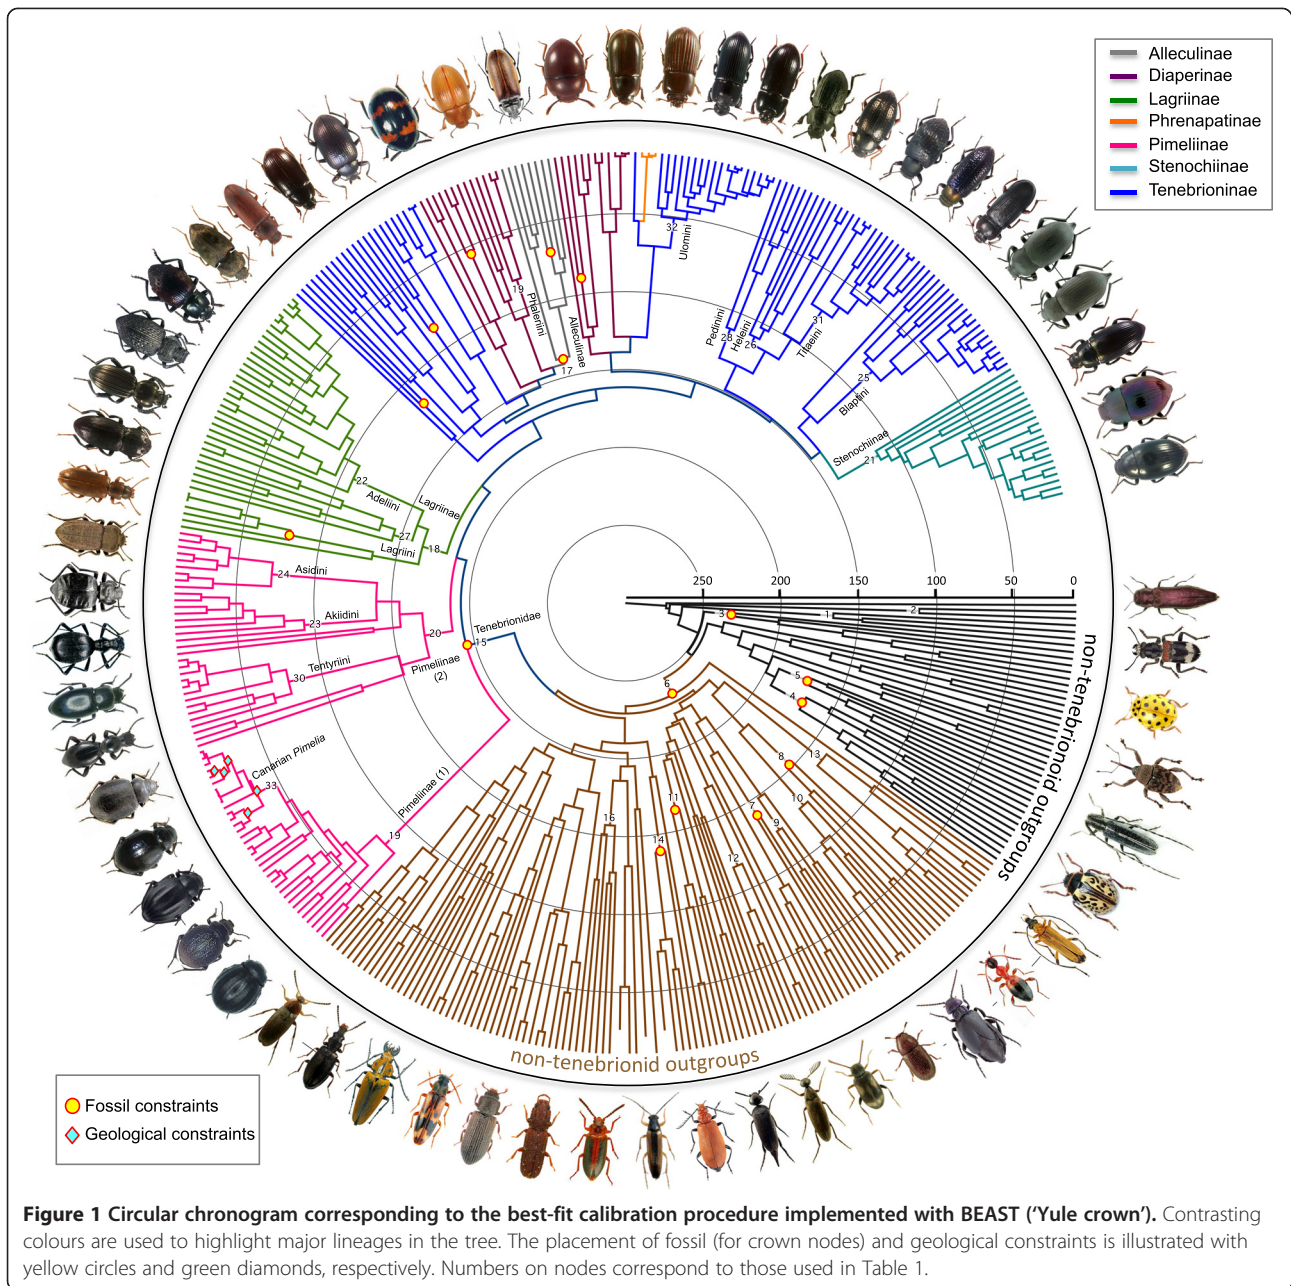 Alleculinae
Diaperinae
Lagriinae
Phrenapatinae
Pimeliinae
Stenochiinae
Tenebrioninae
32
Ulomini
19
Phaleriini
Alleculinae
17
Pedinini
28
Heleini
26
31
Titaeini
25
Blaptini
Stenochiinae
21
22
Adeliini
Lagriinae
27
Lagriini
18
24
Asidini
Akiidini
23
20
Tenebrionidae
15
Pimeliinae
(2)
Tentyriini
30
Canarian Pimelia
33
Pimeliinae (1)
19
250
200
150
100
50
0
3
1
2
5
4
6
8
13
10
7
9
11
12
14
16
non-tenebrionoid outgroups
non-tenebrionid outgroups
Fossil constraints
Geological constraints
Figure 1 Circular chronogram corresponding to the best-fit calibration procedure implemented with BEAST (‘Yule crown’). Contrasting
colours are used to highlight major lineages in the tree. The placement of fossil (for crown nodes) and geological constraints is illustrated with
yellow circles and green diamonds, respectively. Numbers on nodes correspond to those used in Table 1.